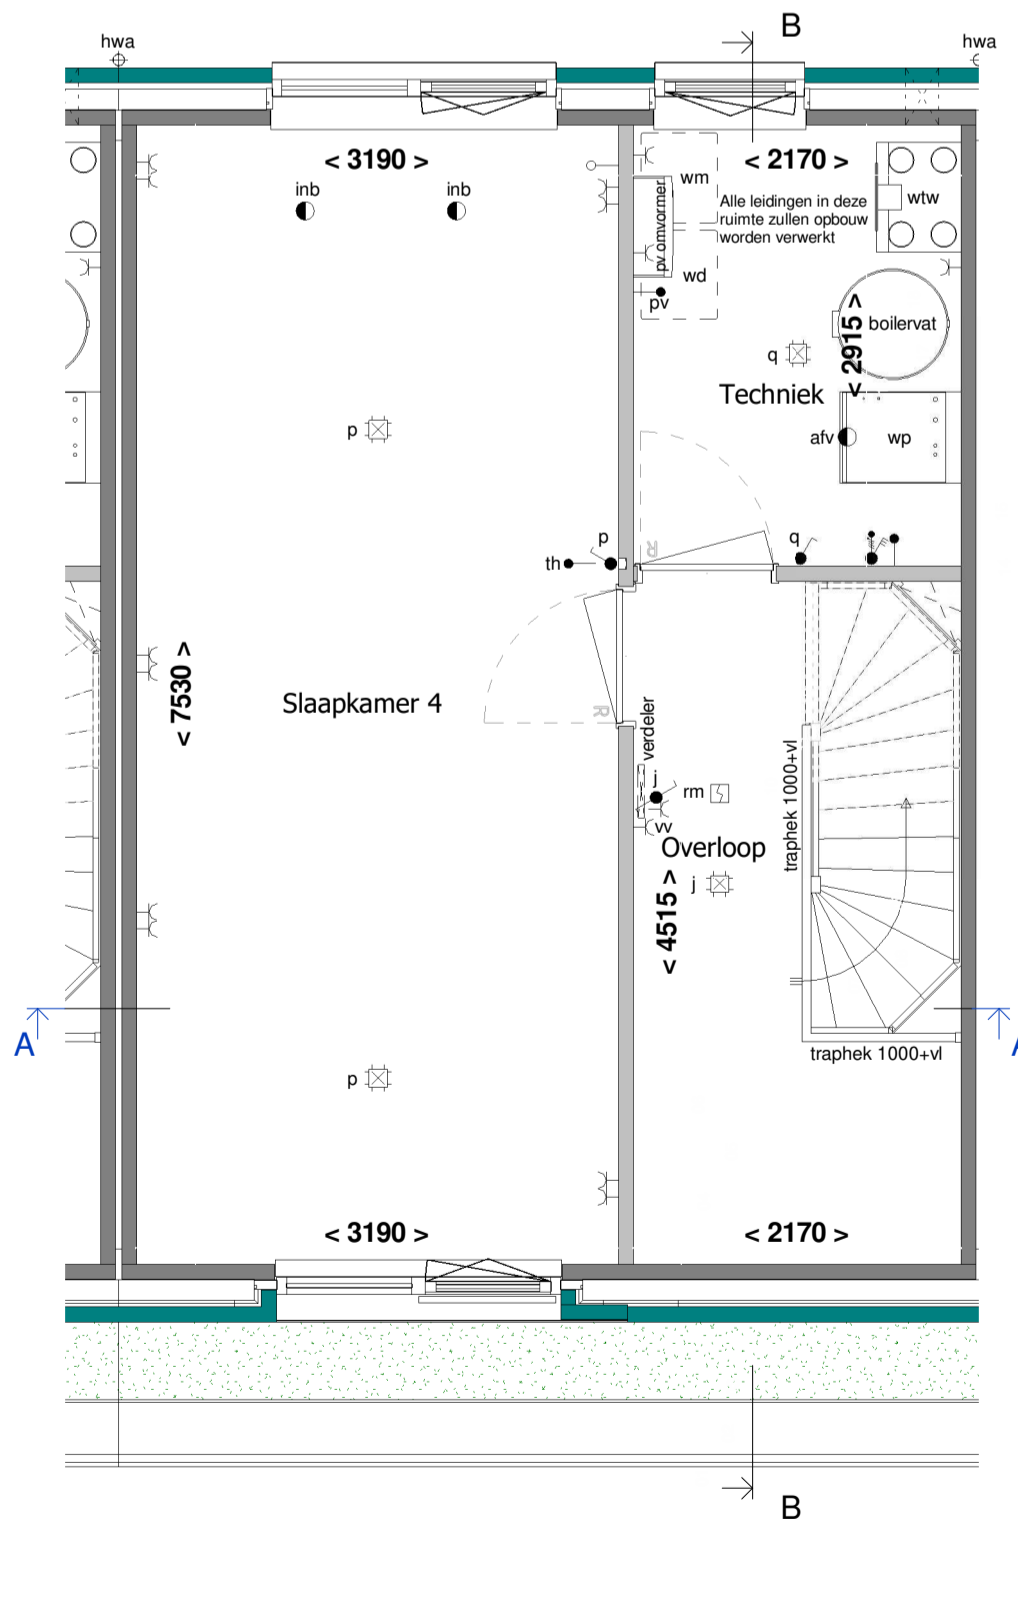 B
hwa
hwa
< 3190 >
< 2170 >
inb
inb
wm
pv omvormer
Alle leidingen in deze
ruimte zullen opbouw
worden verwerkt
wtw
wd
pv
boilervat
< 2915 >
q
Techniek
p
afv
wp
p
q
th
R
< 7530 >
Slaapkamer 4
R
verdeler
j
rm
traphek 1000+vl
vv
Overloop
j
< 4515 >
A
A
traphek 1000+vl
p
< 3190 >
< 2170 >
B